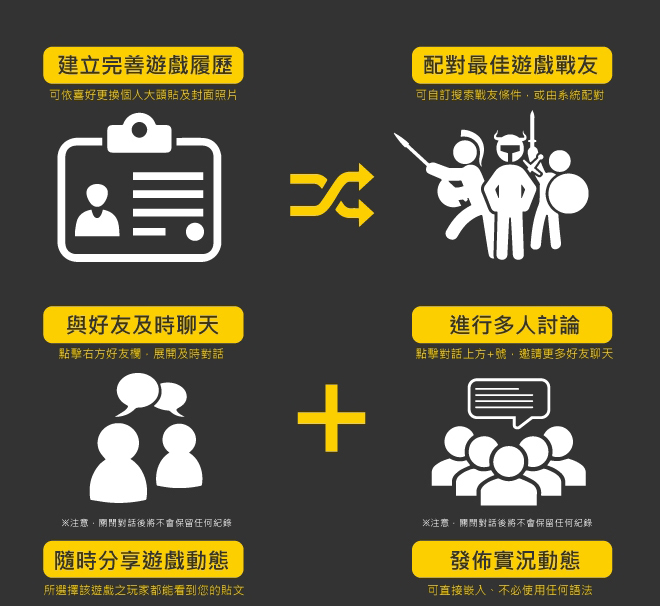 建立完善遊戲履歷
可依喜好更換個人大頭貼及封面照片
配對最佳遊戲戰友
可自訂搜索戰友條件，或由系統配對
與好友及時聊天
點擊右方好友欄，展開及時對話
進行多人討論
點擊對話上方+號，邀請更多好友聊天
※注意，關閉對話後將不會保留任何紀錄
※注意，關閉對話後將不會保留任何紀錄
隨時分享遊戲動態
所選擇該遊戲之玩家都能看到您的貼文
發佈實況動態
可直接嵌入，不必使用任何語法